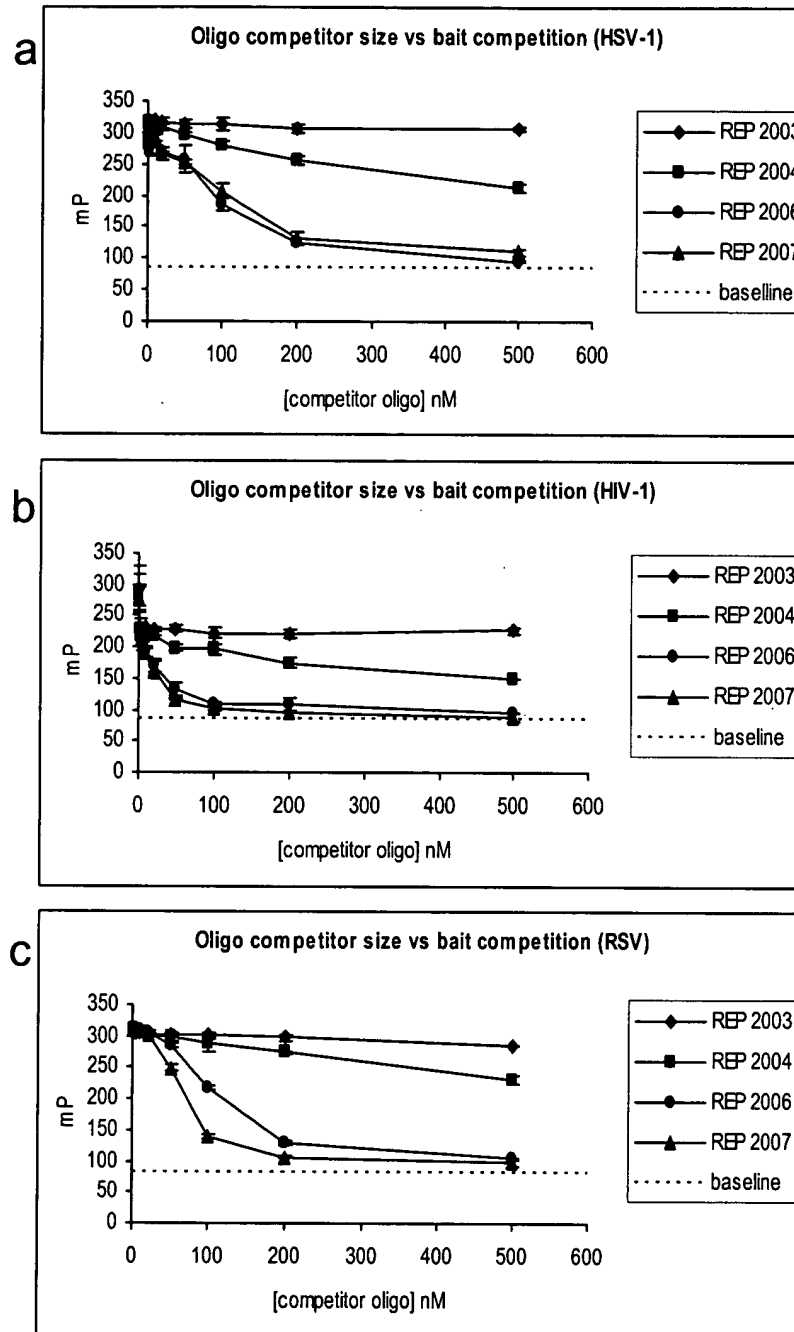 a
Oligo competitor size vs bait competition (HSV-1)
350
300
250
200
150
100
50
0
mP
0 100 200 300 400 500 600
[competitor oligo] nM
REP 2003
REP 2004
REP 2006
REP 2007
baselline
b
Oligo competitor size vs bait competition (HIV-1)
350
300
250
200
150
100
50
0
mP
0 100 200 300 400 500 600
[competitor oligo] nM
REP 2003
REP 2004
REP 2006
REP 2007
baseline
c
Oligo competitor size vs bait competition (RSV)
350
300
250
200
150
100
50
0
mP
0 100 200 300 400 500 600
[competitor oligo] nM
REP 2003
REP 2004
REP 2006
REP 2007
baseline